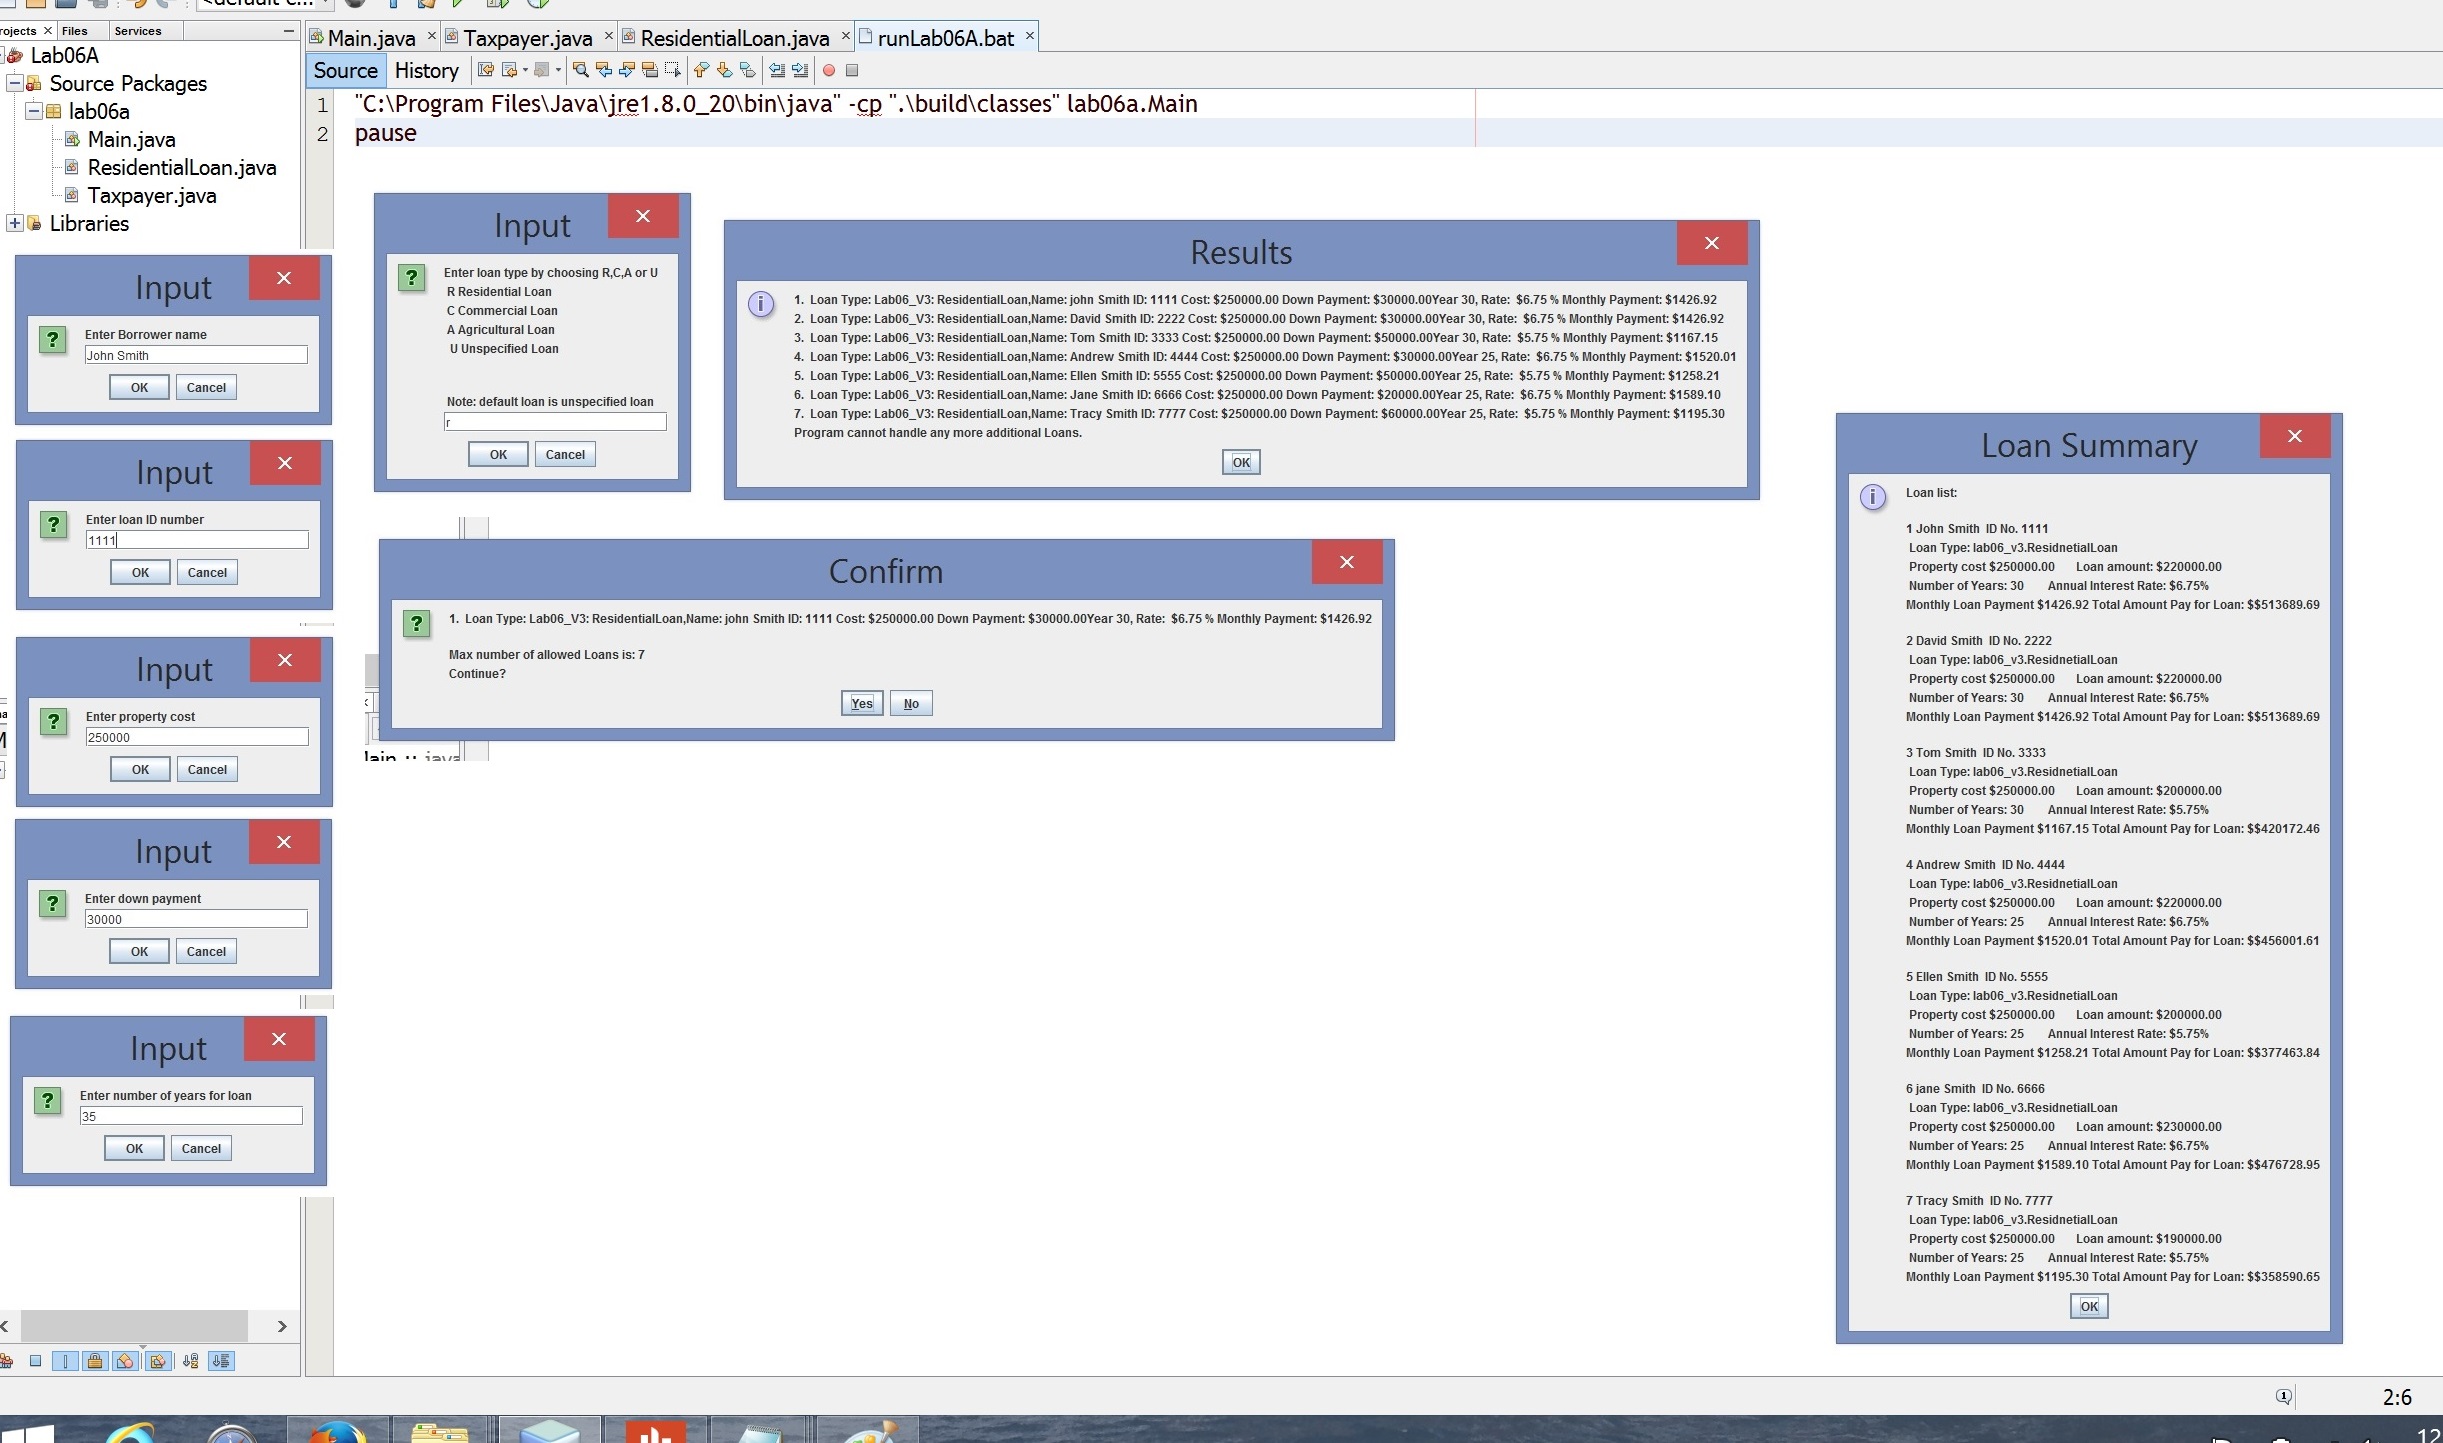 <default c...
Projects Files Services
Lab06A
Source Packages
lab06a
Main.java
ResidentialLoan.java
Taxpayer.java
Libraries
Main.java Taxpayer.java ResidentialLoan.java runLab06A.bat
Source History
1 "C:\Program Files\Java\jre1.8.0_20\bin\java" -cp ".\build\classes" lab06a.Main
2 pause
Input
Enter Borrower name
John Smith
OK Cancel
Input
Enter loan ID number
1111
OK Cancel
Input
Enter property cost
250000
OK Cancel
Input
Enter down payment
30000
OK Cancel
Input
Enter number of years for loan
35
OK Cancel
Input
Enter loan type by choosing R,C,A or U
R Residential Loan
C Commercial Loan
A Agricultural Loan
U Unspecified Loan
Note: default loan is unspecified loan
r
OK Cancel
Results
1. Loan Type: Lab06_V3: ResidentialLoan,Name: john Smith ID: 1111 Cost: $250000.00 Down Payment: $30000.00Year 30, Rate: $6.75 % Monthly Payment: $1426.92
2. Loan Type: Lab06_V3: ResidentialLoan,Name: David Smith ID: 2222 Cost: $250000.00 Down Payment: $30000.00Year 30, Rate: $6.75 % Monthly Payment: $1426.92
3. Loan Type: Lab06_V3: ResidentialLoan,Name: Tom Smith ID: 3333 Cost: $250000.00 Down Payment: $50000.00Year 30, Rate: $5.75 % Monthly Payment: $1167.15
4. Loan Type: Lab06_V3: ResidentialLoan,Name: Andrew Smith ID: 4444 Cost: $250000.00 Down Payment: $30000.00Year 25, Rate: $6.75 % Monthly Payment: $1520.01
5. Loan Type: Lab06_V3: ResidentialLoan,Name: Ellen Smith ID: 5555 Cost: $250000.00 Down Payment: $50000.00Year 25, Rate: $5.75 % Monthly Payment: $1258.21
6. Loan Type: Lab06_V3: ResidentialLoan,Name: Jane Smith ID: 6666 Cost: $250000.00 Down Payment: $20000.00Year 25, Rate: $6.75 % Monthly Payment: $1589.10
7. Loan Type: Lab06_V3: ResidentialLoan,Name: Tracy Smith ID: 7777 Cost: $250000.00 Down Payment: $60000.00Year 25, Rate: $5.75 % Monthly Payment: $1195.30
Program cannot handle any more additional Loans.
OK
Confirm
1. Loan Type: Lab06_V3: ResidentialLoan,Name: john Smith ID: 1111 Cost: $250000.00 Down Payment: $30000.00Year 30, Rate: $6.75 % Monthly Payment: $1426.92
Max number of allowed Loans is: 7
Continue?
Yes No
Loan Summary
Loan list:
1 John Smith ID No. 1111
Loan Type: lab06_v3.ResidnetialLoan
Property cost $250000.00 Loan amount: $220000.00
Number of Years: 30 Annual Interest Rate: $6.75%
Monthly Loan Payment $1426.92 Total Amount Pay for Loan: $$513689.69
2 David Smith ID No. 2222
Loan Type: lab06_v3.ResidnetialLoan
Property cost $250000.00 Loan amount: $220000.00
Number of Years: 30 Annual Interest Rate: $6.75%
Monthly Loan Payment $1426.92 Total Amount Pay for Loan: $$513689.69
3 Tom Smith ID No. 3333
Loan Type: lab06_v3.ResidnetialLoan
Property cost $250000.00 Loan amount: $200000.00
Number of Years: 30 Annual Interest Rate: $5.75%
Monthly Loan Payment $1167.15 Total Amount Pay for Loan: $$420172.46
4 Andrew Smith ID No. 4444
Loan Type: lab06_v3.ResidnetialLoan
Property cost $250000.00 Loan amount: $220000.00
Number of Years: 25 Annual Interest Rate: $6.75%
Monthly Loan Payment $1520.01 Total Amount Pay for Loan: $$456001.61
5 Ellen Smith ID No. 5555
Loan Type: lab06_v3.ResidnetialLoan
Property cost $250000.00 Loan amount: $200000.00
Number of Years: 25 Annual Interest Rate: $5.75%
Monthly Loan Payment $1258.21 Total Amount Pay for Loan: $$377463.84
6 jane Smith ID No. 6666
Loan Type: lab06_v3.ResidnetialLoan
Property cost $250000.00 Loan amount: $230000.00
Number of Years: 25 Annual Interest Rate: $6.75%
Monthly Loan Payment $1589.10 Total Amount Pay for Loan: $$476728.95
7 Tracy Smith ID No. 7777
Loan Type: lab06_v3.ResidnetialLoan
Property cost $250000.00 Loan amount: $190000.00
Number of Years: 25 Annual Interest Rate: $5.75%
Monthly Loan Payment $1195.30 Total Amount Pay for Loan: $$358590.65
OK
2:6
12